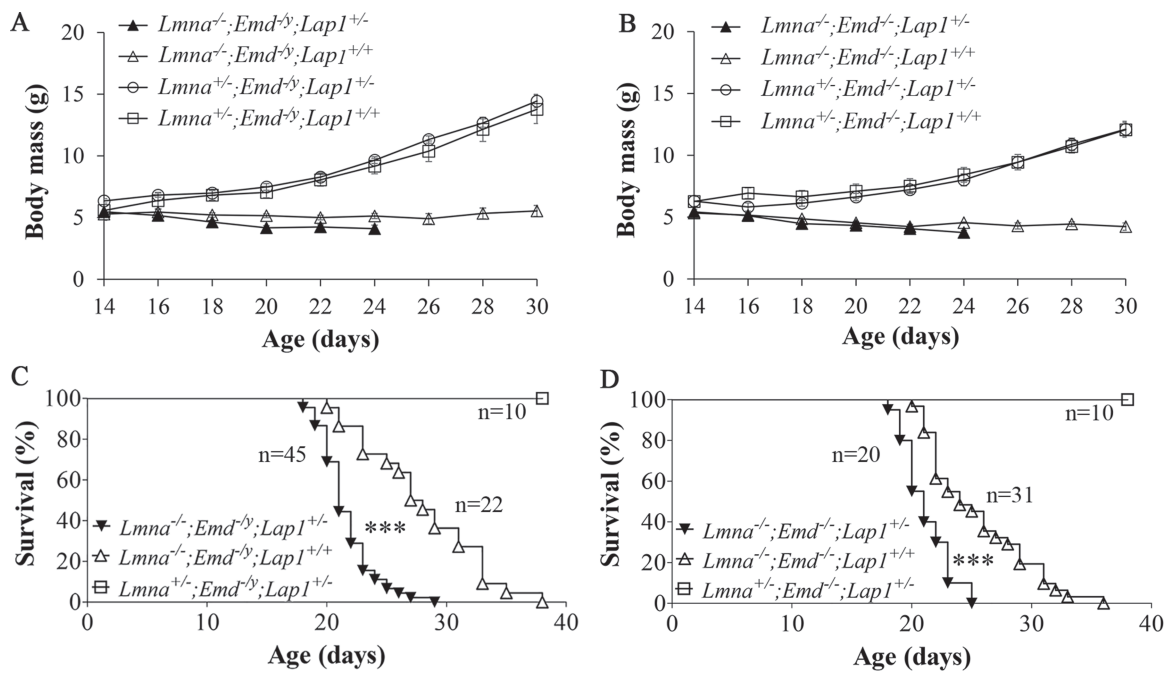 A
Lmna-/-;Emd-/y;Lap1+/-
Lmna-/-;Emd-/y;Lap1+/+
Lmna+/-;Emd-/y;Lap1+/-
Lmna+/-;Emd-/y;Lap1+/+
20
15
10
5
0
Body mass (g)
14 16 18 20 22 24 26 28 30
Age (days)
B
Lmna-/-;Emd-/-;Lap1+/-
Lmna-/-;Emd-/-;Lap1+/+
Lmna+/-;Emd-/-;Lap1+/-
Lmna+/-;Emd-/-;Lap1+/+
20
15
10
5
0
Body mass (g)
14 16 18 20 22 24 26 28 30
Age (days)
C
100
80
60
40
20
0
Survival (%)
n=10
n=45
n=22
***
Lmna-/-;Emd-/y;Lap1+/-
Lmna-/-;Emd-/y;Lap1+/+
Lmna+/-;Emd-/y;Lap1+/-
0 10 20 30 40
Age (days)
D
100
80
60
40
20
0
Survival (%)
n=10
n=20
n=31
***
Lmna-/-;Emd-/-;Lap1+/-
Lmna-/-;Emd-/-;Lap1+/+
Lmna+/-;Emd-/-;Lap1+/-
0 10 20 30 40
Age (days)